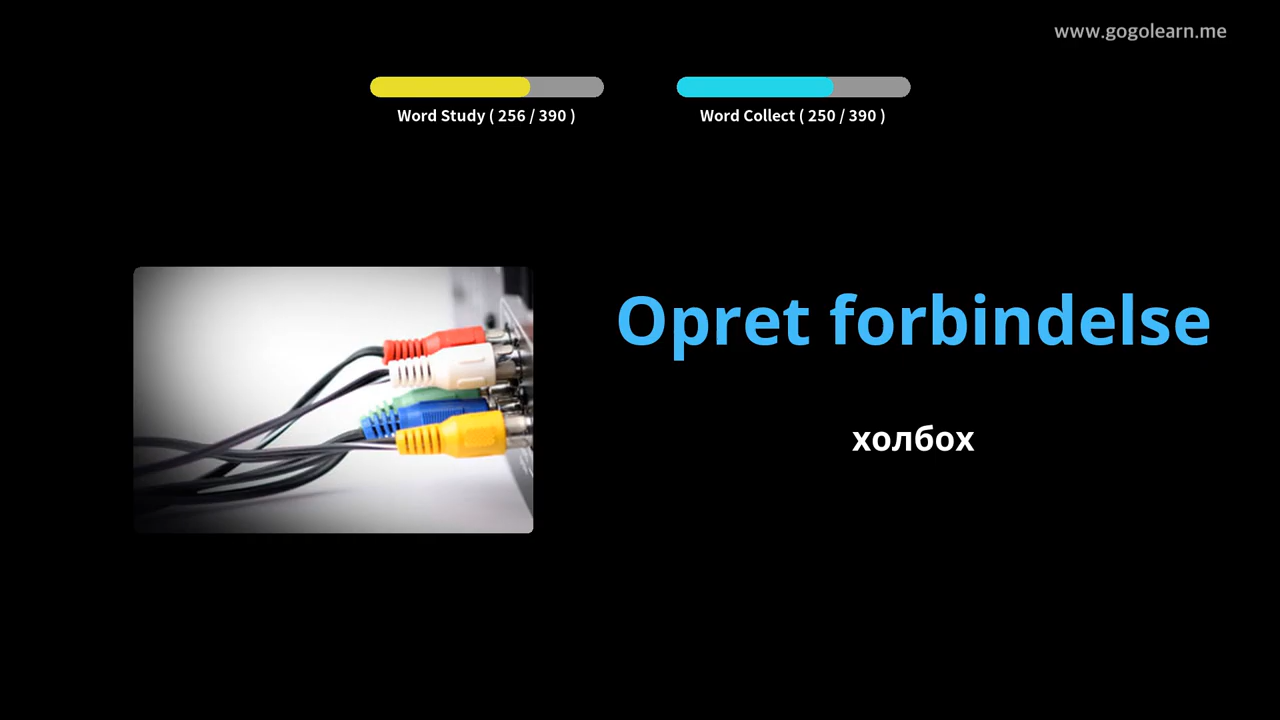 www.gogolearn.me
Word Study ( 256 / 390 )
Word Collect ( 250 / 390 )
Opret forbindelse
холбох